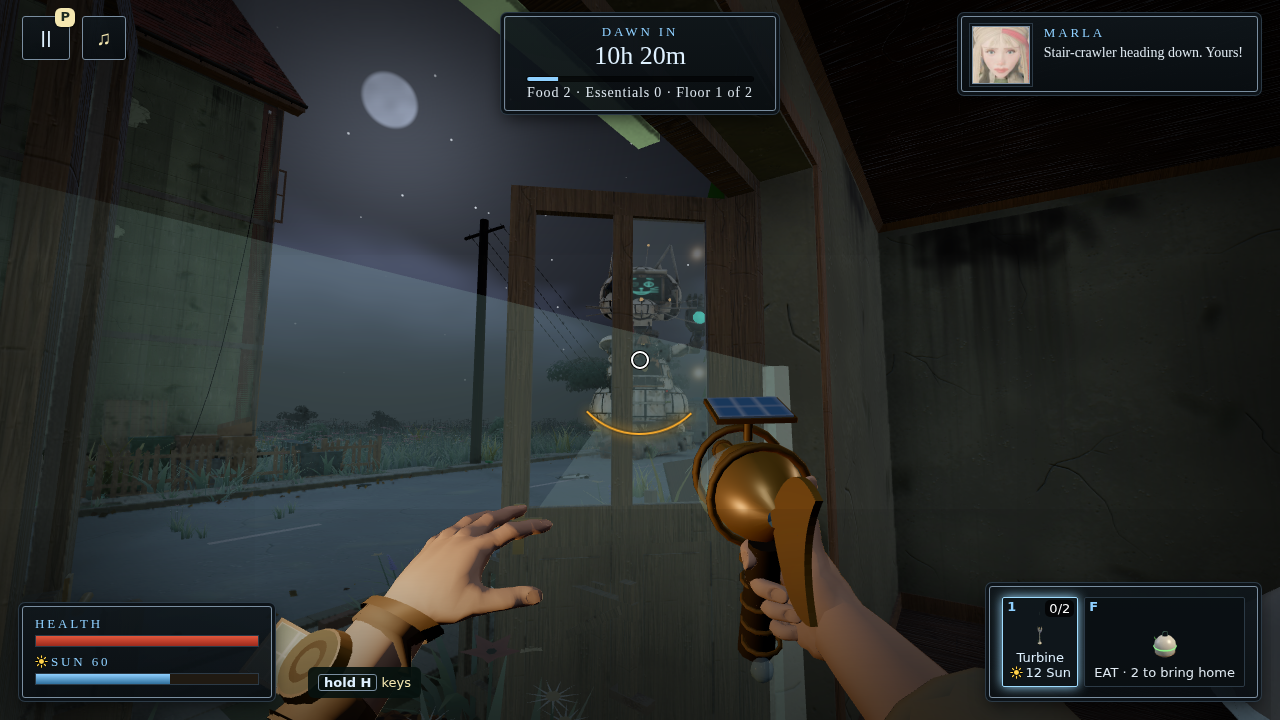 P
DAWN IN
10h 20m
Food 2 · Essentials 0 · Floor 1 of 2
MARLA
Stair-crawler heading down. Yours!
HEALTH
SUN 60
hold H keys
1
0/2
Turbine
12 Sun
F
EAT · 2 to bring home